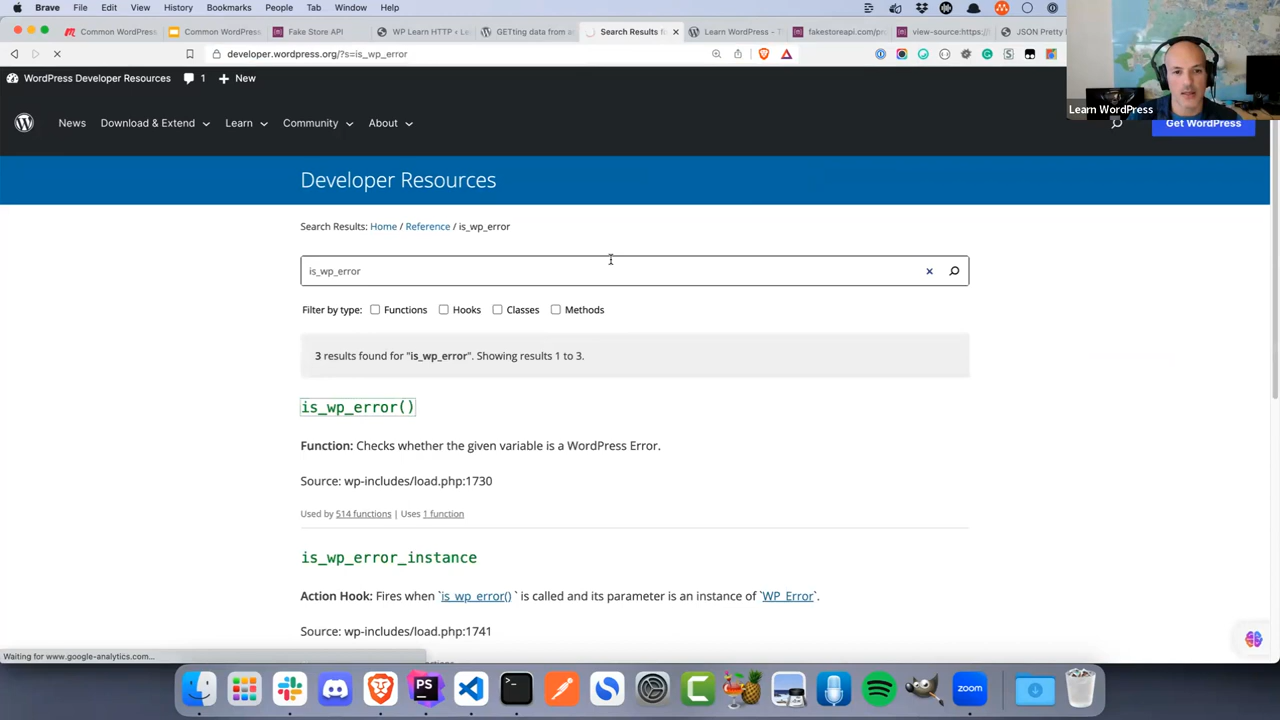 Brave File Edit View History Bookmarks People Tab Window Help
Common WordPress Common WordPress Fake Store API WP Learn HTTP < Le GETting data from a Search Results fo Learn WordPress - T fakestoreapi.com/pr view-source:https:// JSON Pretty
developer.wordpress.org/?s=is_wp_error
WordPress Developer Resources 1 New
Learn WordPress
News Download & Extend Learn Community About Get WordPress
Developer Resources
Search Results: Home / Reference / is_wp_error
is_wp_error
Filter by type: Functions Hooks Classes Methods
3 results found for "is_wp_error". Showing results 1 to 3.
is_wp_error()
Function: Checks whether the given variable is a WordPress Error.
Source: wp-includes/load.php:1730
Used by 514 functions | Uses 1 function
is_wp_error_instance
Action Hook: Fires when `is_wp_error()` is called and its parameter is an instance of `WP_Error`.
Source: wp-includes/load.php:1741
Waiting for www.google-analytics.com...
PS
zoom